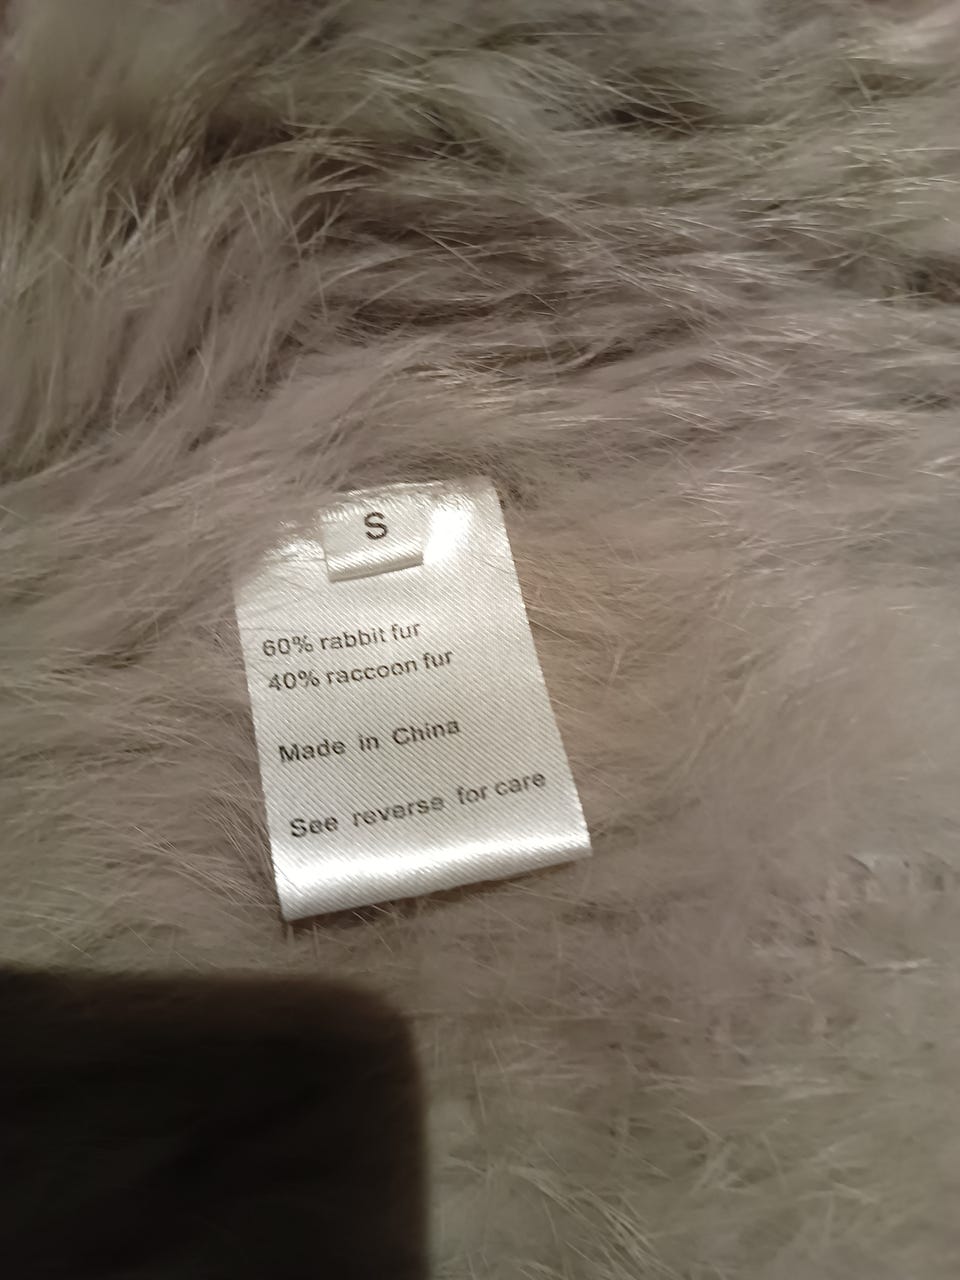 S
60% rabbit fur
40% raccoon fur
Made in China
See reverse for care